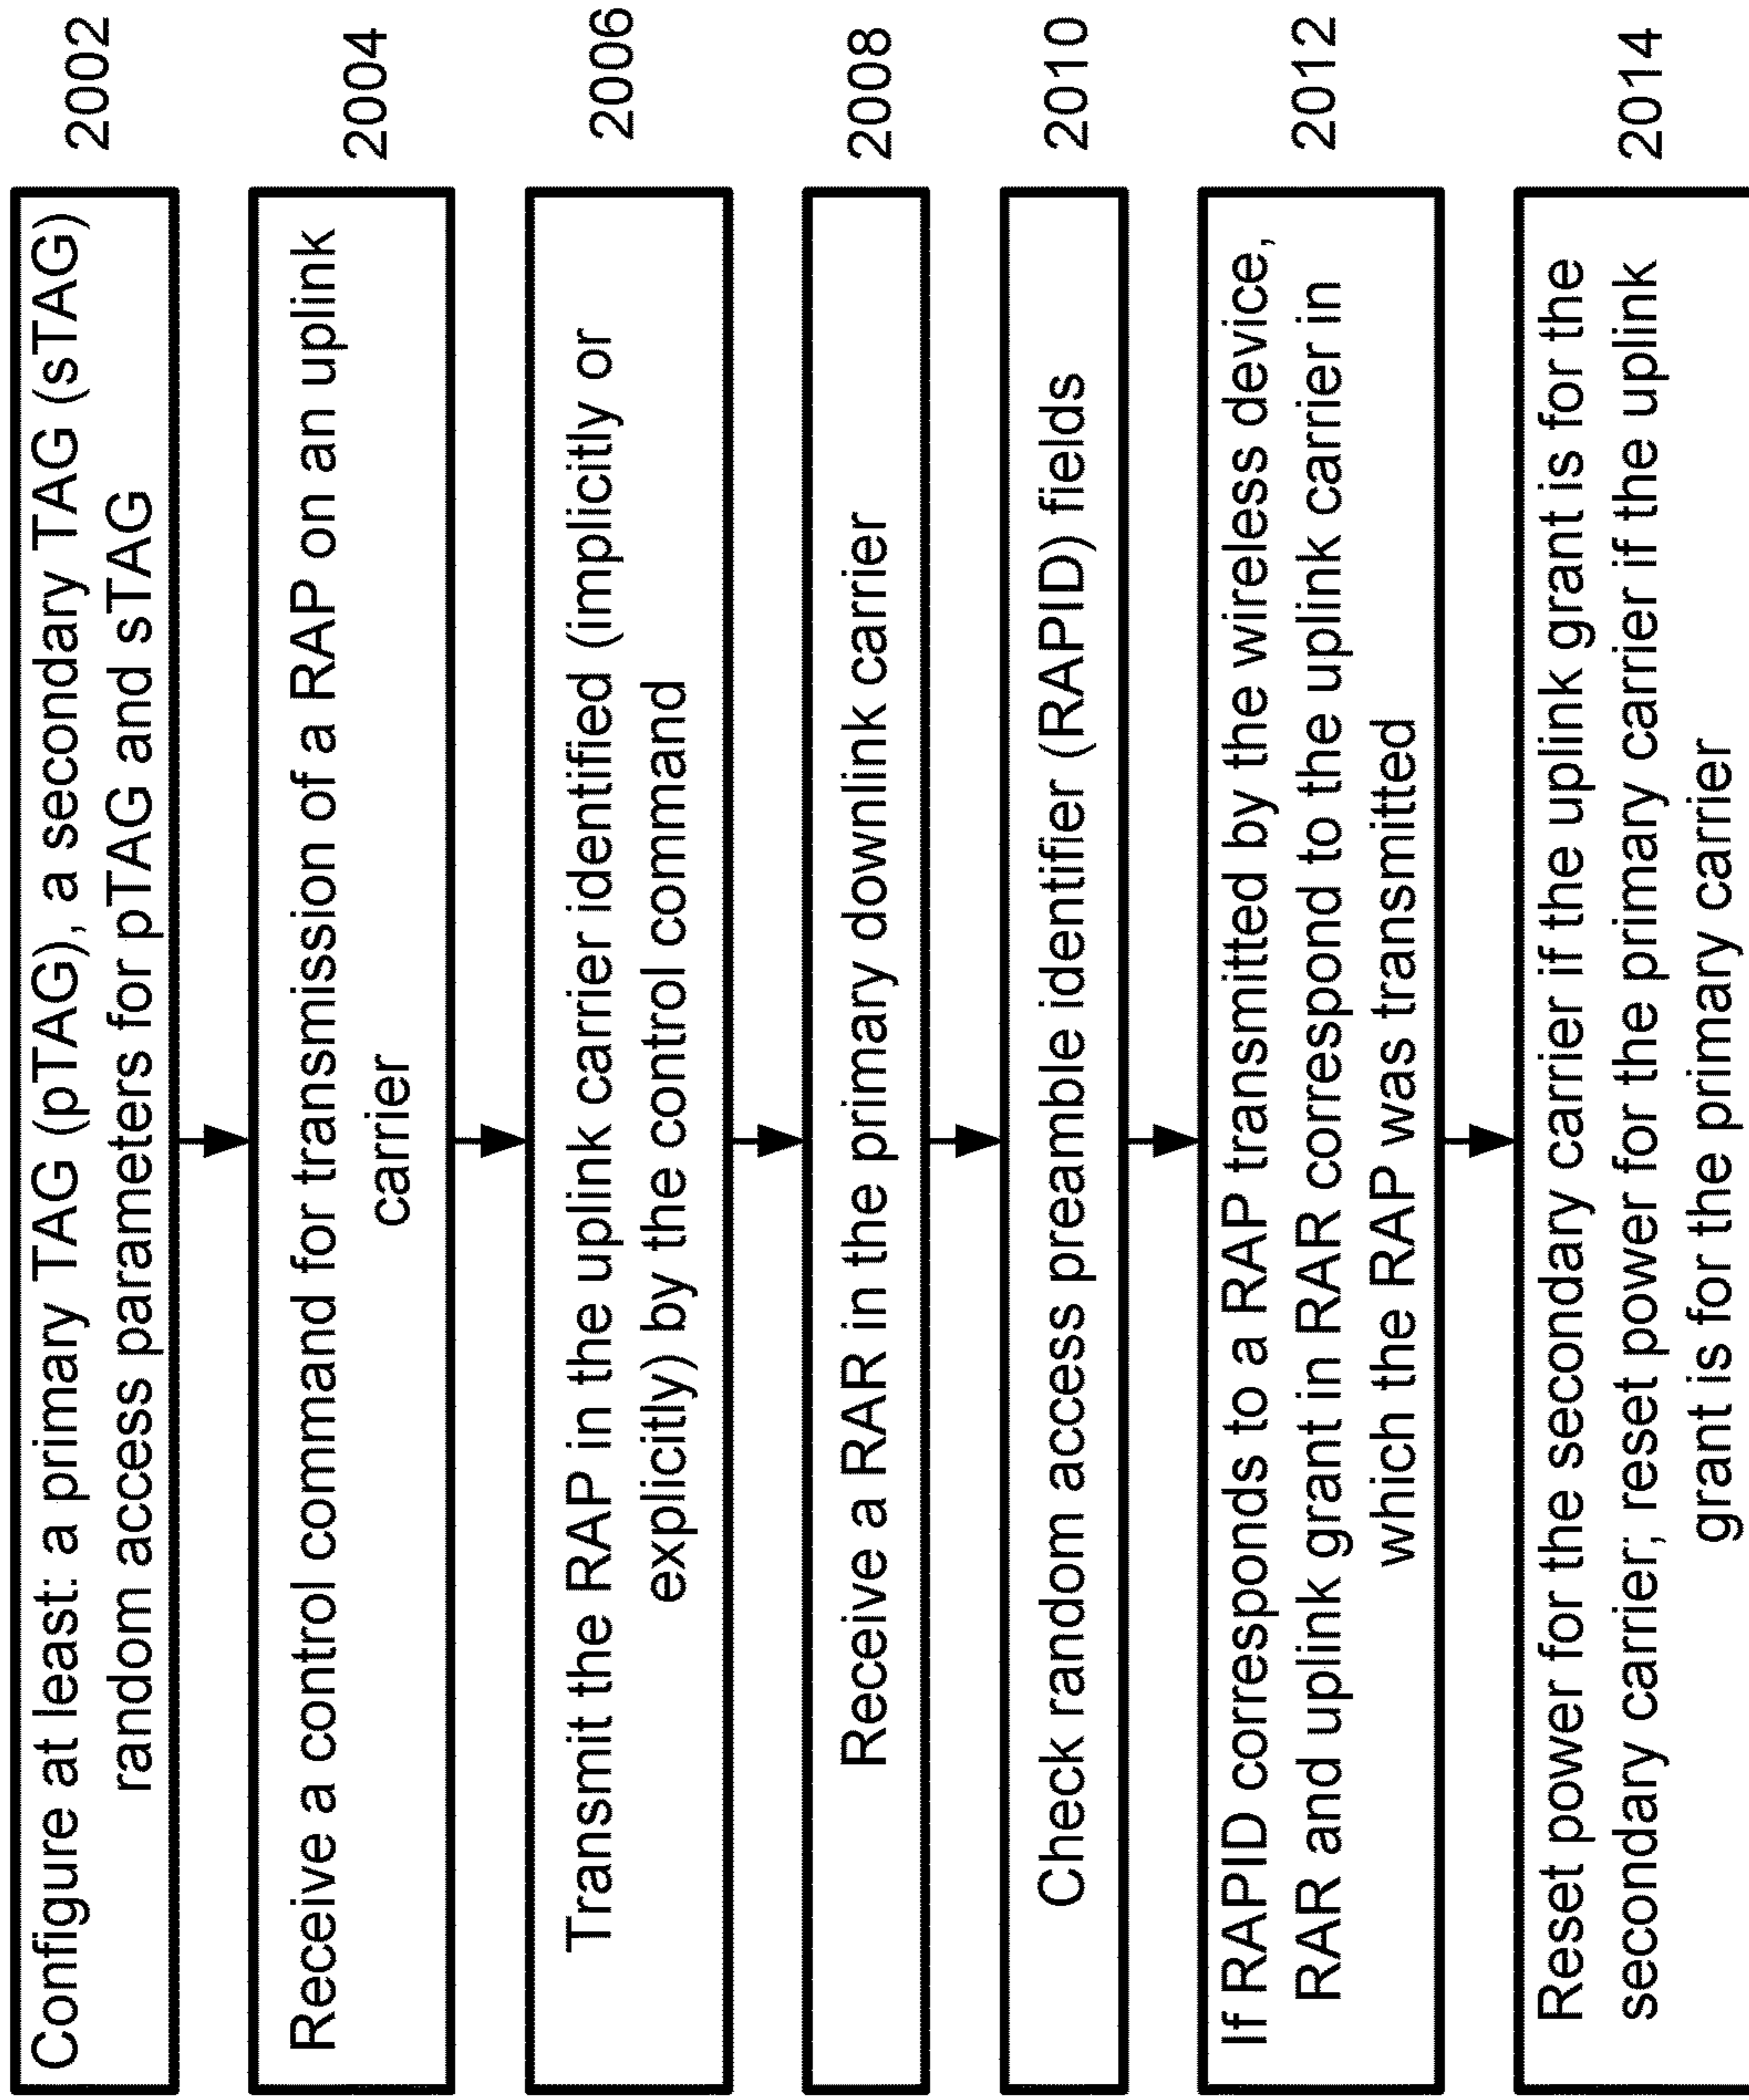 Configure at least: a primary TAG (pTAG), a secondary TAG (sTAG)
random access parameters for pTAG and sTAG
2002
Receive a control command for transmission of a RAP on an uplink
carrier
2004
Transmit the RAP in the uplink carrier identified (implicitly or
explicitly) by the control command
2006
Receive a RAR in the primary downlink carrier
2008
Check random access preamble identifier (RAPID) fields
2010
If RAPID corresponds to a RAP transmitted by the wireless device,
RAR and uplink grant in RAR correspond to the uplink carrier in
which the RAP was transmitted
2012
Reset power for the secondary carrier if the uplink grant is for the
secondary carrier; reset power for the primary carrier if the uplink
grant is for the primary carrier
2014